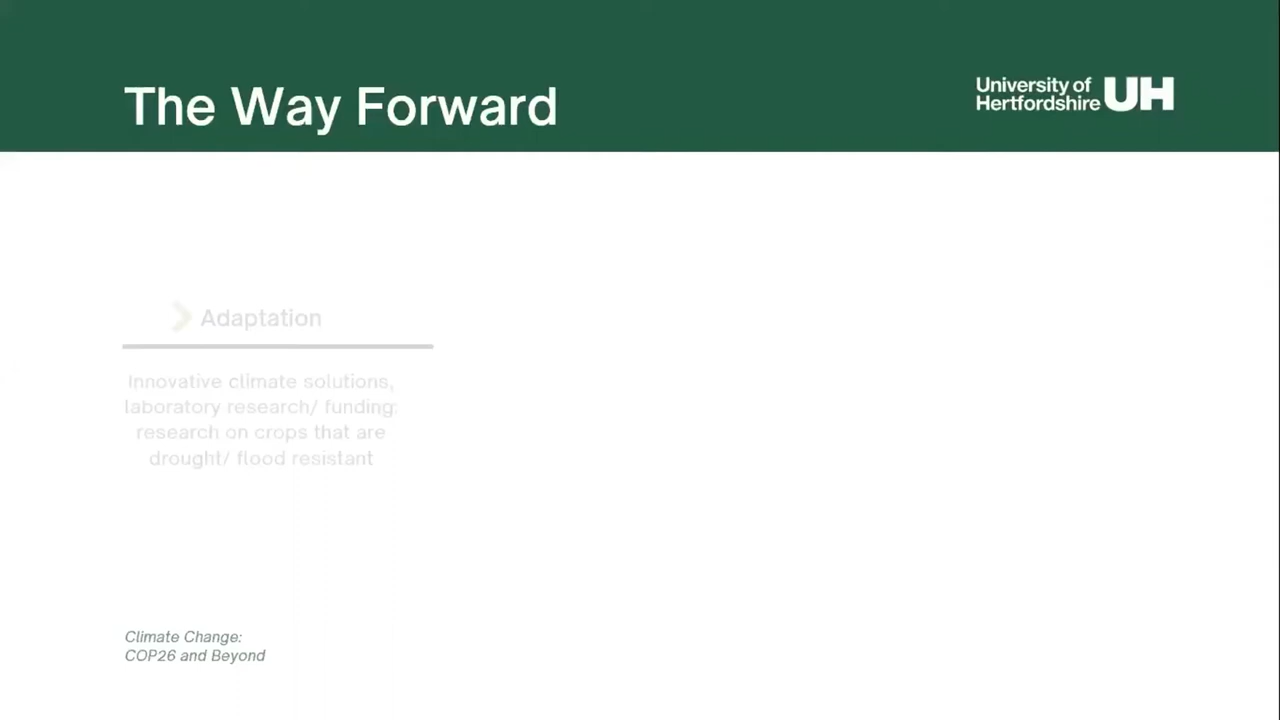 The Way Forward
University of
Hertfordshire UH
Adaptation
Innovative climate solutions,
laboratory research/ funding:
research on crops that are
drought/ flood resistant
Climate Change:
COP26 and Beyond